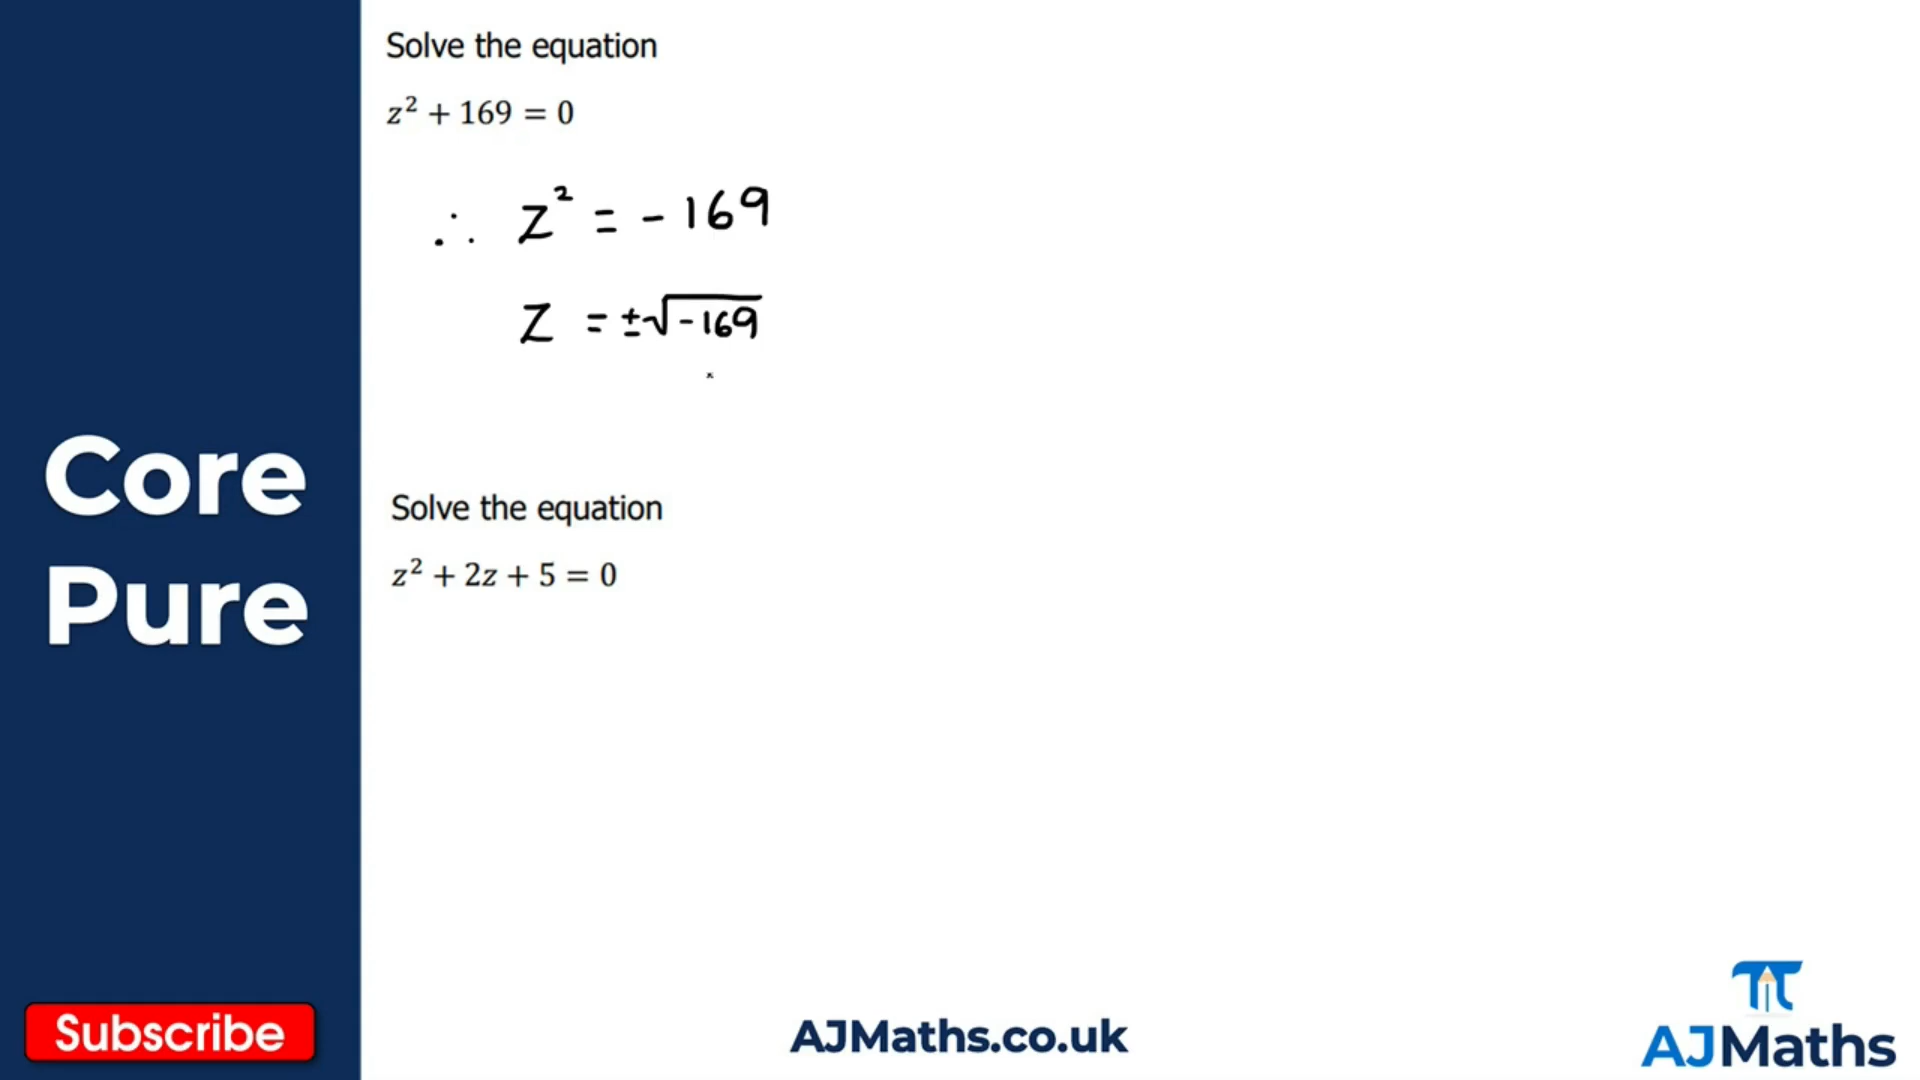 Solve the equation
z² + 169 = 0
∴ z² = - 169
z = ±√-169
Core
Pure
Solve the equation
z² + 2z + 5 = 0
Subscribe
AJMaths.co.uk
AJMaths